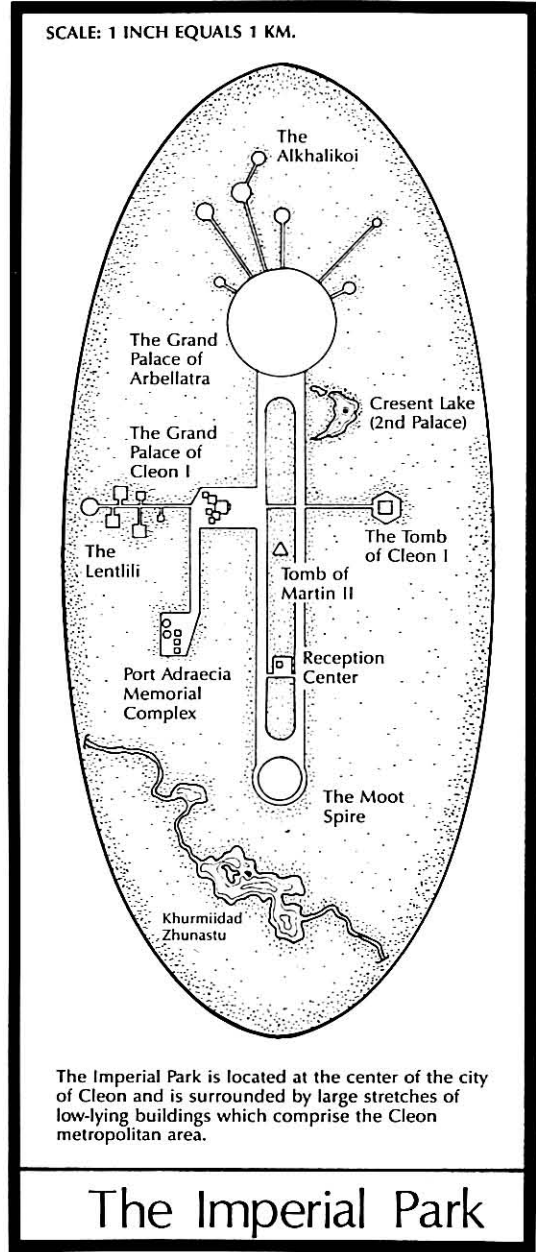 SCALE: 1 INCH EQUALS 1 KM.
The
Alkhalikoi
The Grand
Palace of
Arbellatra
Cresent Lake
(2nd Palace)
The Grand
Palace of
Cleon I
The
Lentlili
The Tomb
of Cleon I
Tomb of
Martin II
Reception
Center
Port Adraecia
Memorial
Complex
The Moot
Spire
Khurmiidad
Zhunastu
The Imperial Park is located at the center of the city
of Cleon and is surrounded by large stretches of
low-lying buildings which comprise the Cleon
metropolitan area.
The Imperial Park